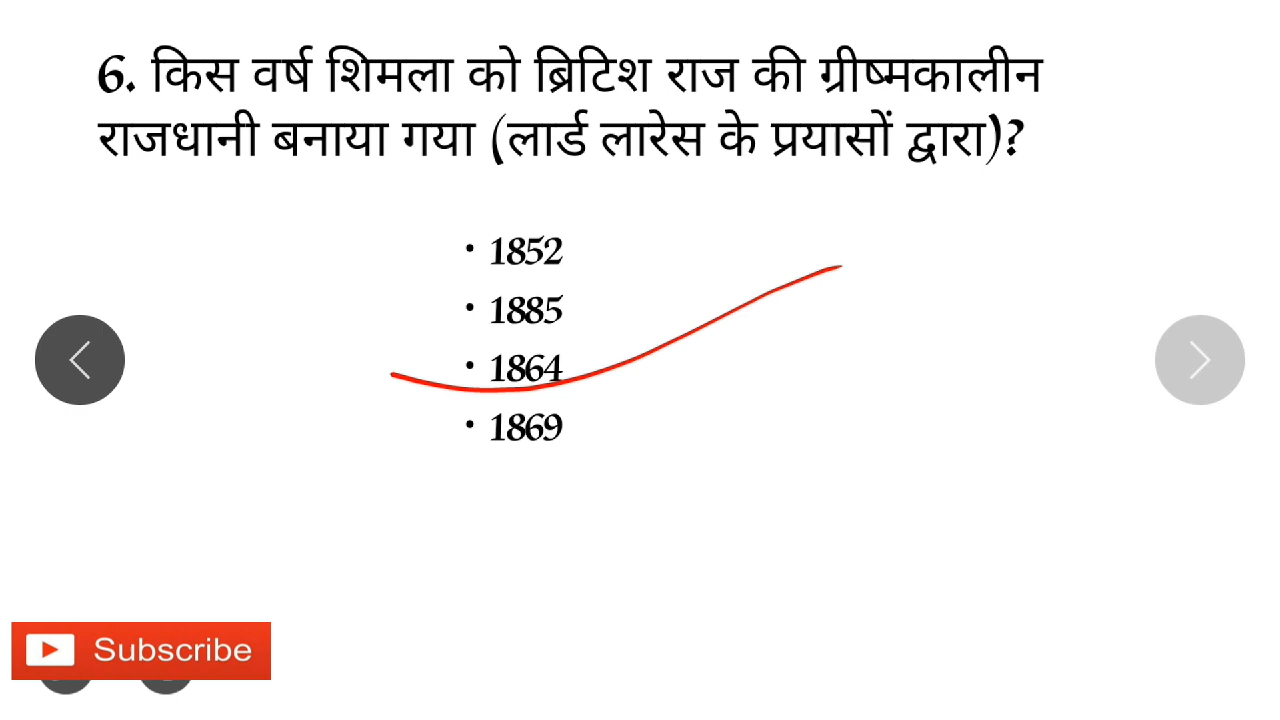 6. किस वर्ष शिमला को ब्रिटिश राज की ग्रीष्मकालीन
राजधानी बनाया गया (लार्ड लारेस के प्रयासों द्वारा)?
• 1852
• 1885
• 1864
• 1869
Subscribe